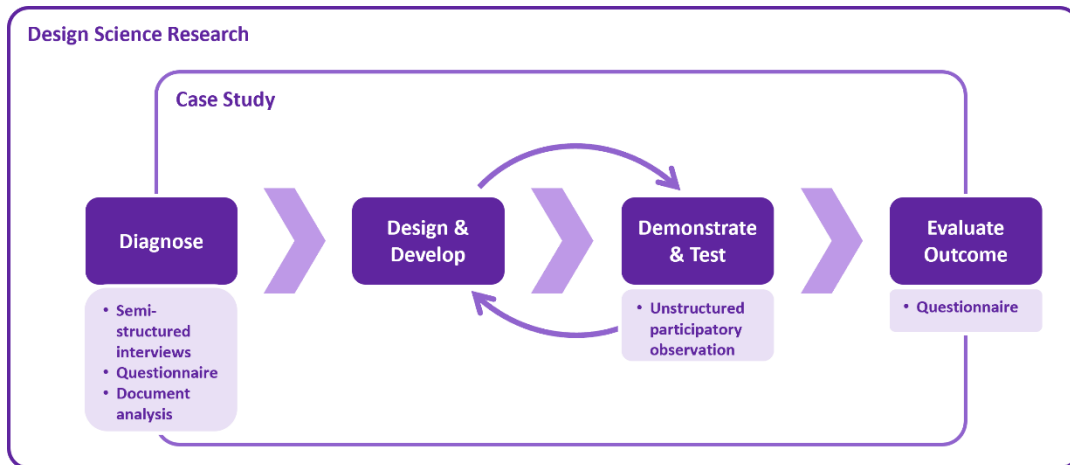 Design Science Research
Case Study
Diagnose
• Semi-
structured
interviews
• Questionnaire
• Document
analysis
Design &
Develop
Demonstrate
& Test
• Unstructured
participatory
observation
Evaluate
Outcome
• Questionnaire